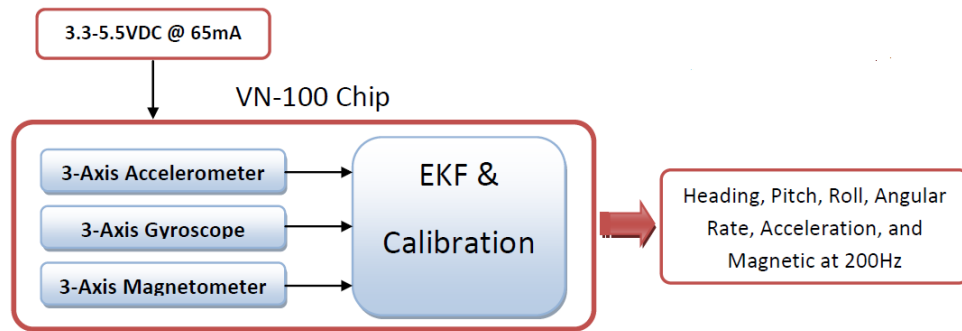 3.3-5.5VDC @ 65mA
VN-100 Chip
3-Axis Accelerometer
3-Axis Gyroscope
3-Axis Magnetometer
EKF &
Calibration
Heading, Pitch, Roll, Angular
Rate, Acceleration, and
Magnetic at 200Hz